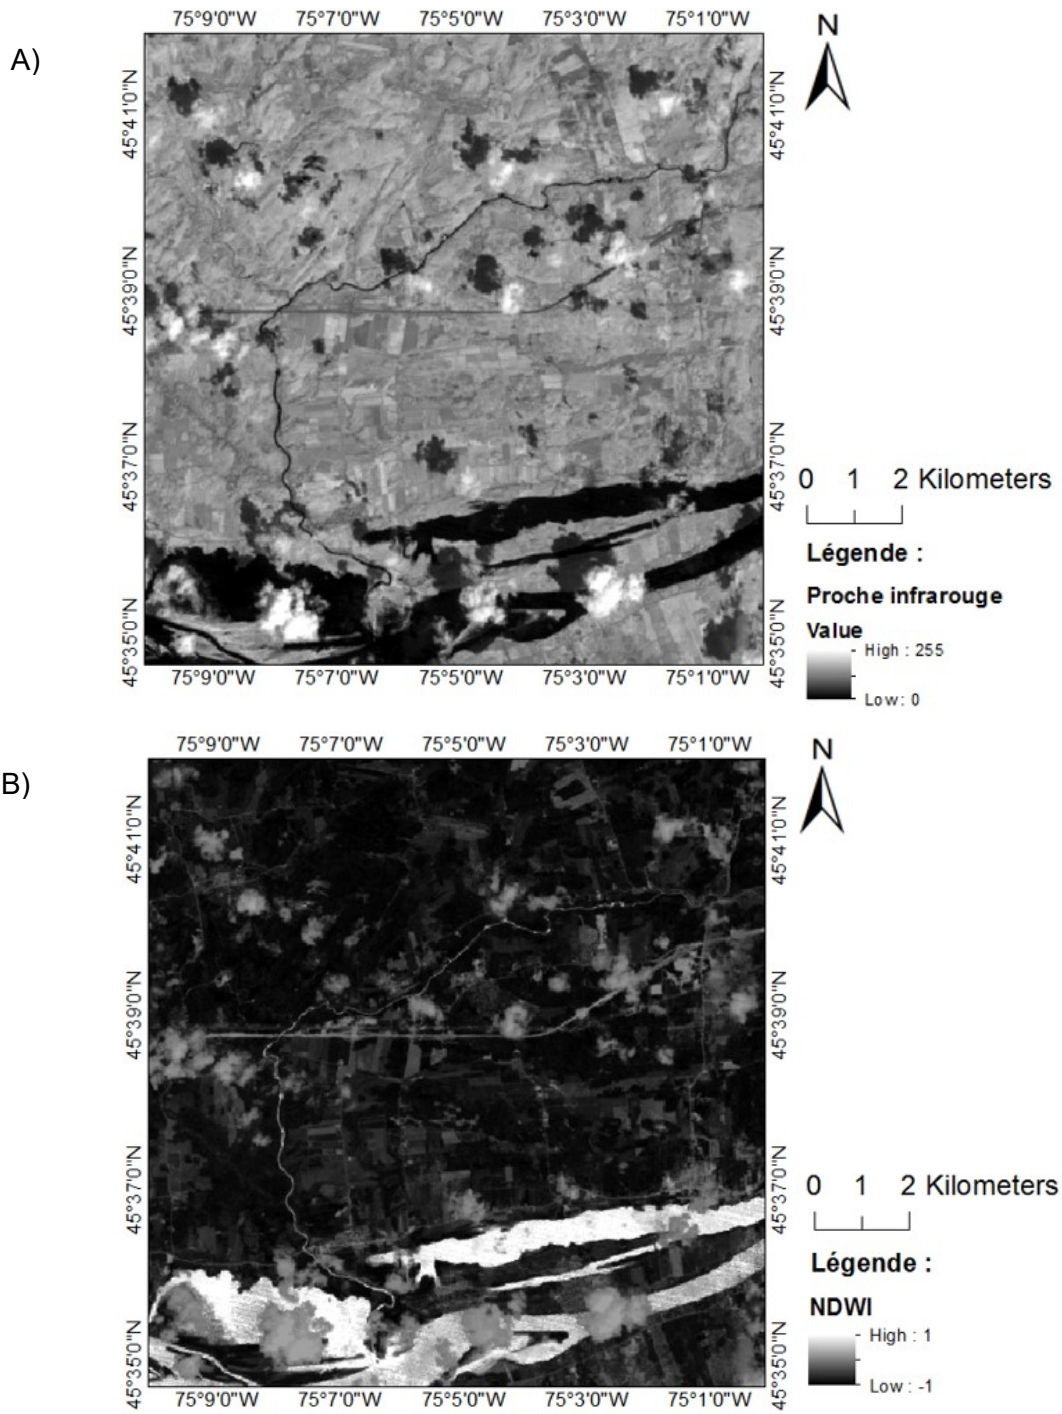 75°9'0"W 75°7'0"W 75°5'0"W 75°3'0"W 75°1'0"W
N
A)
45°41'0"N
45°39'0"N
45°37'0"N
45°35'0"N
45°41'0"N
45°39'0"N
45°37'0"N
45°35'0"N
0 1 2 Kilometers
Légende :
Proche infrarouge
Value
High : 255
Low : 0
75°9'0"W 75°7'0"W 75°5'0"W 75°3'0"W 75°1'0"W
75°9'0"W 75°7'0"W 75°5'0"W 75°3'0"W 75°1'0"W
N
B)
45°41'0"N
45°39'0"N
45°37'0"N
45°35'0"N
45°41'0"N
45°39'0"N
45°37'0"N
45°35'0"N
0 1 2 Kilometers
Légende :
NDWI
High : 1
Low : -1
75°9'0"W 75°7'0"W 75°5'0"W 75°3'0"W 75°1'0"W